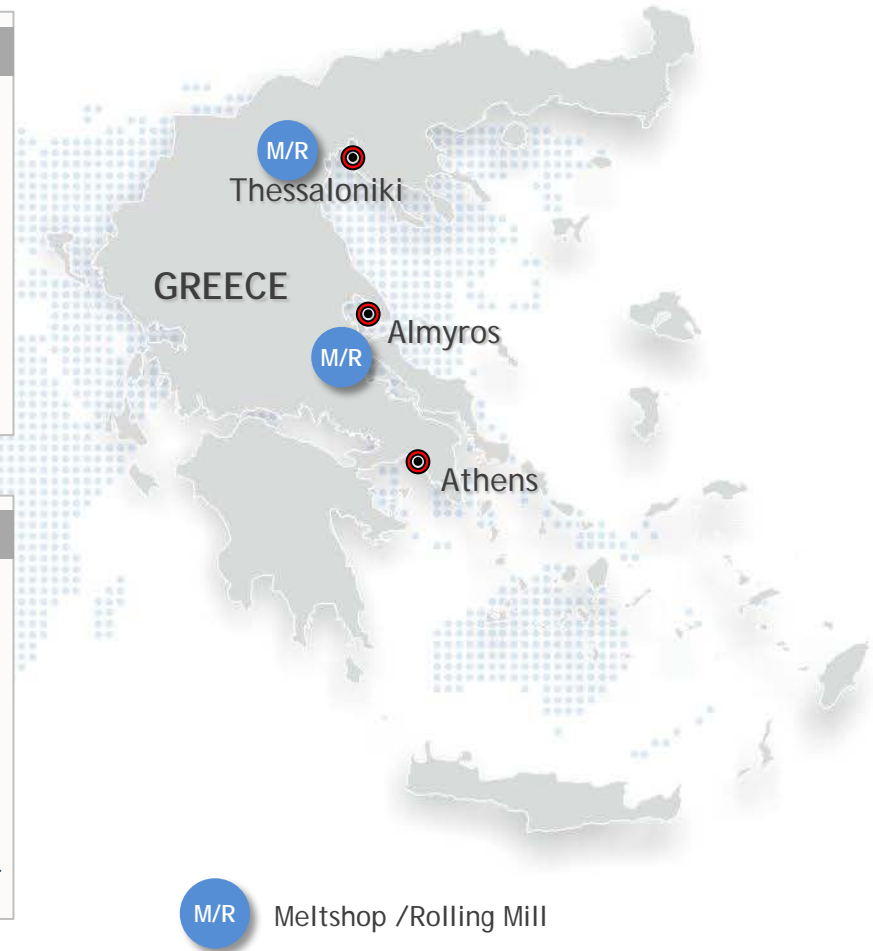 M/R
Thessaloniki
GREECE
Almyros
M/R
Athens
M/R Meltshop /Rolling Mill